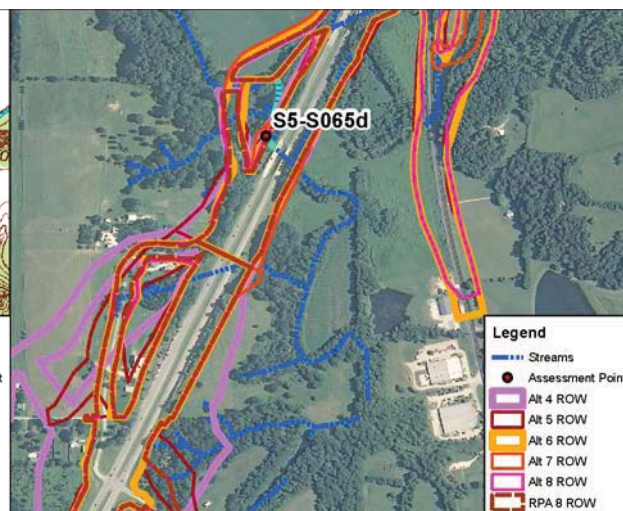 S5-S065d
Legend
Streams
Assessment Point
Alt 4 ROW
Alt 5 ROW
Alt 6 ROW
Alt 7 ROW
Alt 8 ROW
RPA 8 ROW